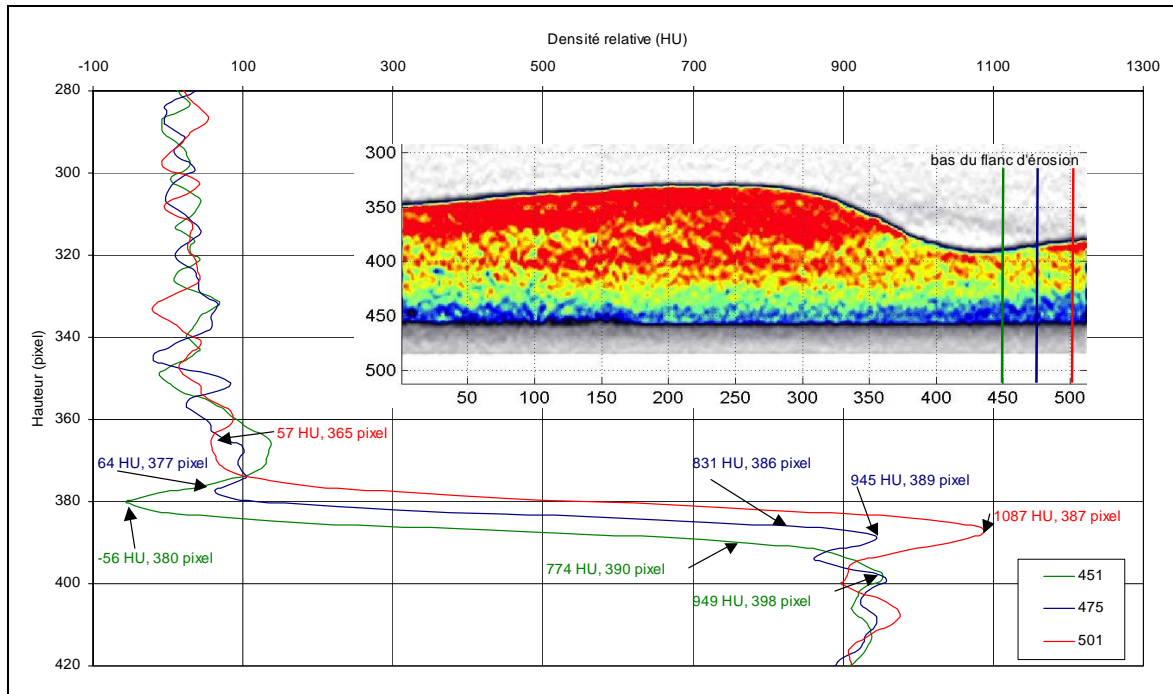 Densité relative (HU)
-100 100 300 500 700 900 1100 1300
Hauteur (pixel)
280
300
320
340
360
380
400
420
bas du flanc d'érosion
300
350
400
450
500
50 100 150 200 250 300 350 400 450 500
57 HU, 365 pixel
64 HU, 377 pixel
831 HU, 386 pixel
945 HU, 389 pixel
1087 HU, 387 pixel
-56 HU, 380 pixel
774 HU, 390 pixel
949 HU, 398 pixel
451
475
501